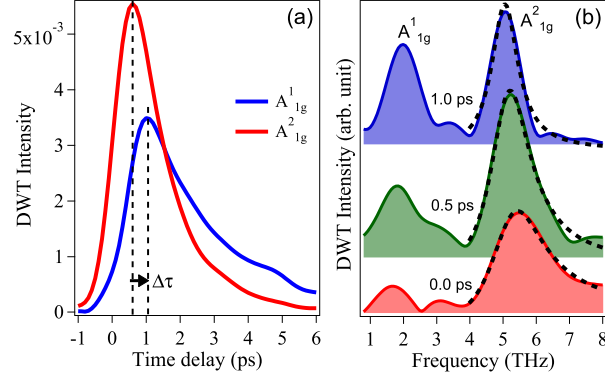 (a)
5x10⁻³
4
3
2
1
0
DWT Intensity
A¹₁g
A²₁g
Δτ
-1 0 1 2 3 4 5 6
Time delay (ps)
(b)
A¹₁g
A²₁g
1.0 ps
0.5 ps
0.0 ps
DWT Intensity (arb. unit)
1 2 3 4 5 6 7 8
Frequency (THz)